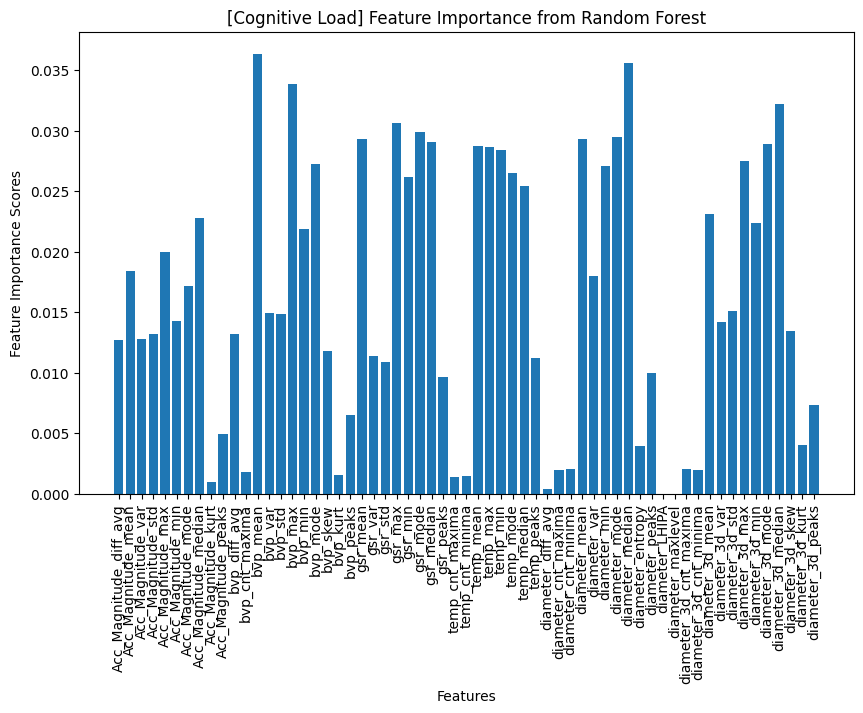 [Cognitive Load] Feature Importance from Random Forest
Feature Importance Scores
0.035
0.030
0.025
0.020
0.015
0.010
0.005
0.000
Acc_Magnitude_diff_avg
Acc_Magnitude_mean
Acc_Magnitude_var
Acc_Magnitude_std
Acc_Magnitude_max
Acc_Magnitude_min
Acc_Magnitude_mode
Acc_Magnitude_median
Acc_Magnitude_kurt
Acc_Magnitude_peaks
bvp_diff_avg
bvp_cnt_maxima
bvp_mean
bvp_var
bvp_std
bvp_max
bvp_min
bvp_mode
bvp_skew
bvp_kurt
bvp_peaks
gsr_mean
gsr_var
gsr_std
gsr_max
gsr_min
gsr_mode
gsr_median
gsr_peaks
temp_cnt_maxima
temp_cnt_minima
temp_mean
temp_max
temp_min
temp_mode
temp_median
temp_peaks
diameter_diff_avg
diameter_cnt_maxima
diameter_cnt_minima
diameter_mean
diameter_var
diameter_min
diameter_mode
diameter_median
diameter_entropy
diameter_peaks
diameter_LHIPA
diameter_maxlevel
diameter_3d_cnt_maxima
diameter_3d_cnt_minima
diameter_3d_mean
diameter_3d_var
diameter_3d_std
diameter_3d_max
diameter_3d_min
diameter_3d_mode
diameter_3d_median
diameter_3d_skew
diameter_3d_kurt
diameter_3d_peaks
Features